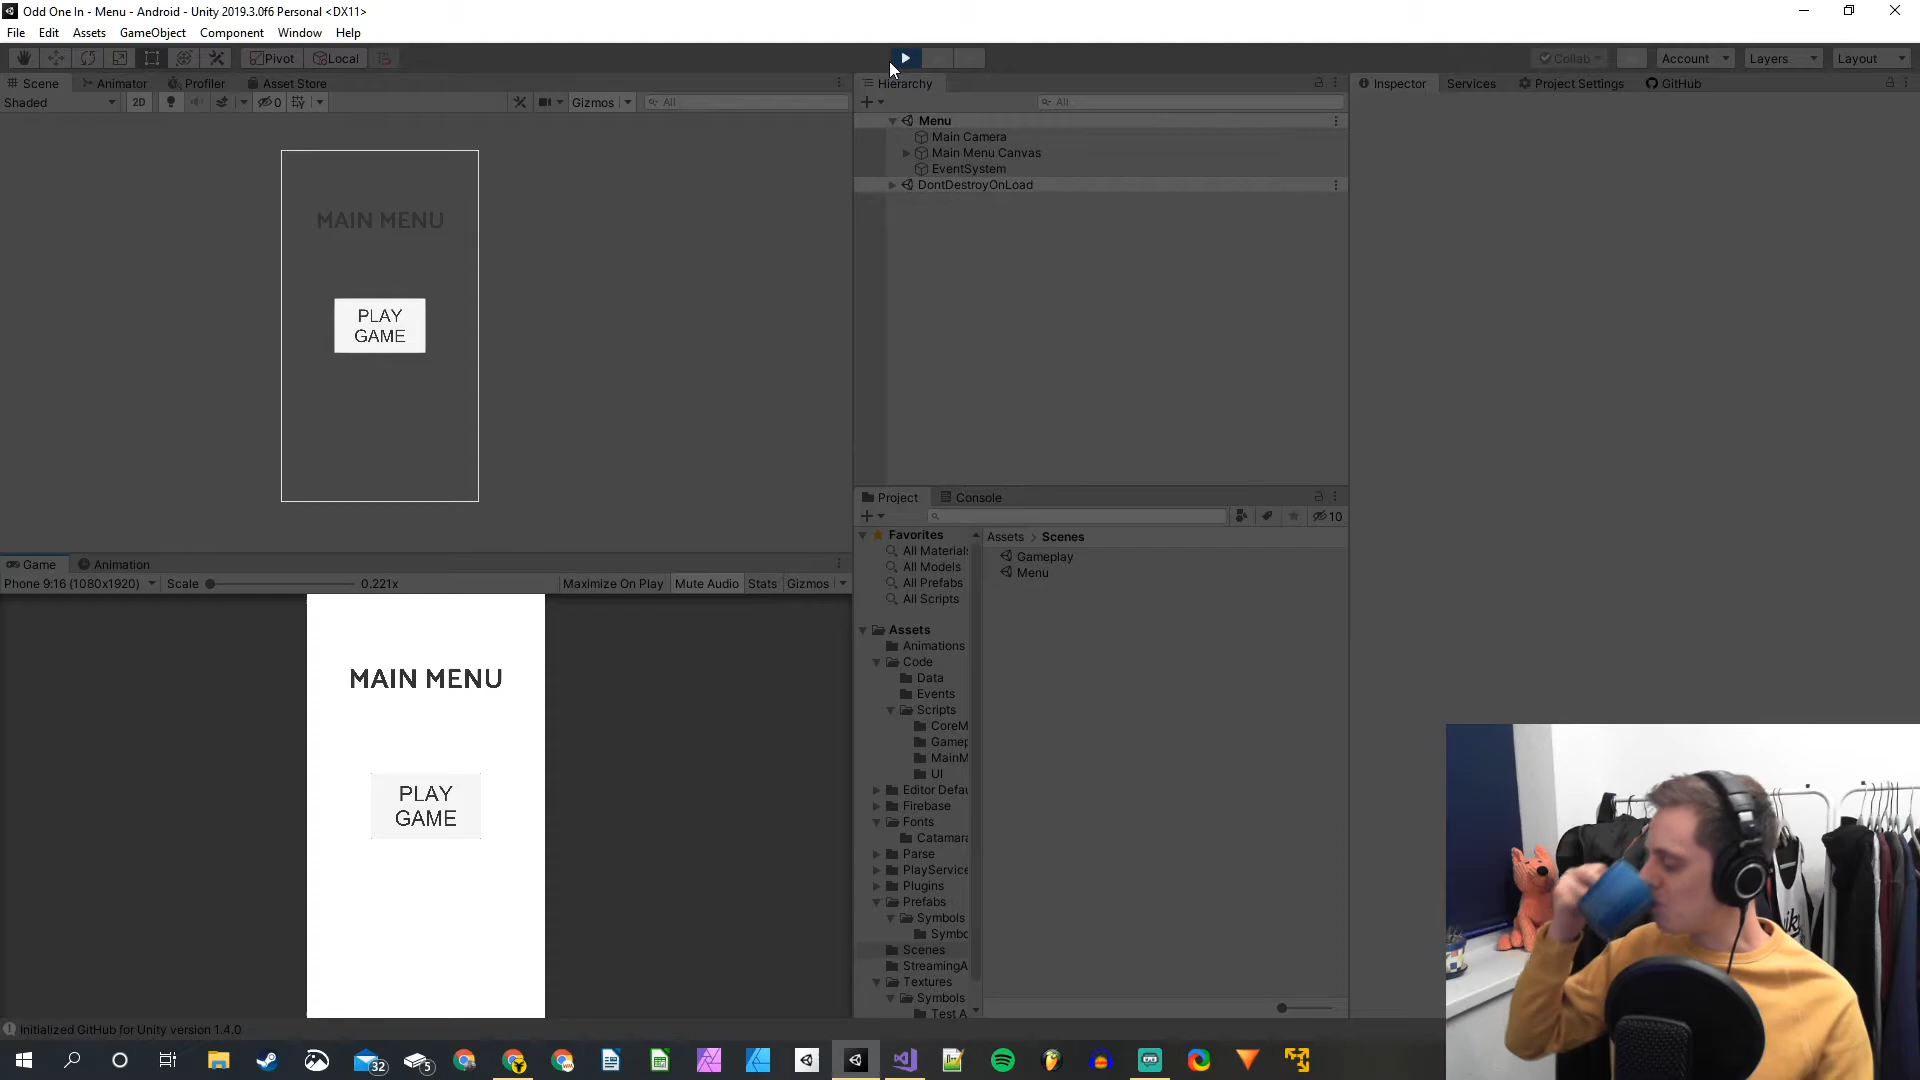 Odd One In - Menu - Android - Unity 2019.3.0f6 Personal <DX11>
File Edit Assets GameObject Component Window Help
Pivot Local Collab Account Layers Layout
Scene Animator Profiler Asset Store
Shaded 2D 0 Gizmos All
MAIN MENU
PLAY
GAME
Hierarchy
All
Menu
Main Camera
Main Menu Canvas
EventSystem
DontDestroyOnLoad
Inspector Services Project Settings GitHub
Game Animation
Phone 9:16 (1080x1920) Scale 0.221x Maximize On Play Mute Audio Stats Gizmos
MAIN MENU
PLAY
GAME
Project Console
10
Favorites
All Materials
All Models
All Prefabs
All Scripts
Assets
Animations
Code
Data
Events
Scripts
CoreM
Gamep
MainM
UI
Editor Defau
Firebase
Fonts
Catamara
Parse
PlayService
Plugins
Prefabs
Symbols
Symbo
Scenes
StreamingA
Textures
Symbols
Test A
Assets > Scenes
Gameplay
Menu
Initialized GitHub for Unity version 1.4.0
32
5